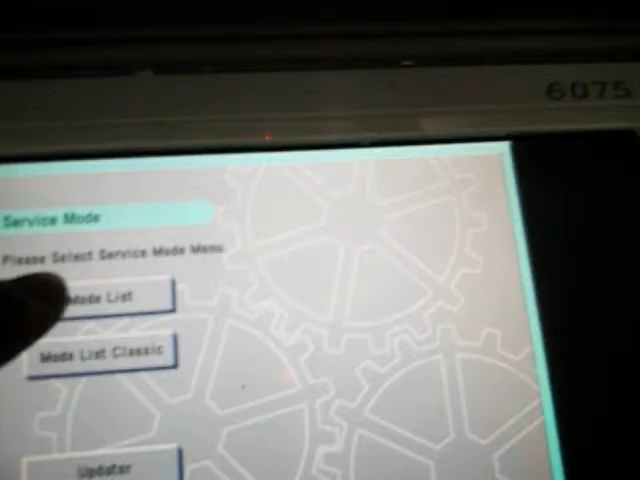 6075
Service Mode
Please Select Service Mode Menu
Mode List
Mode List Classic
Updater